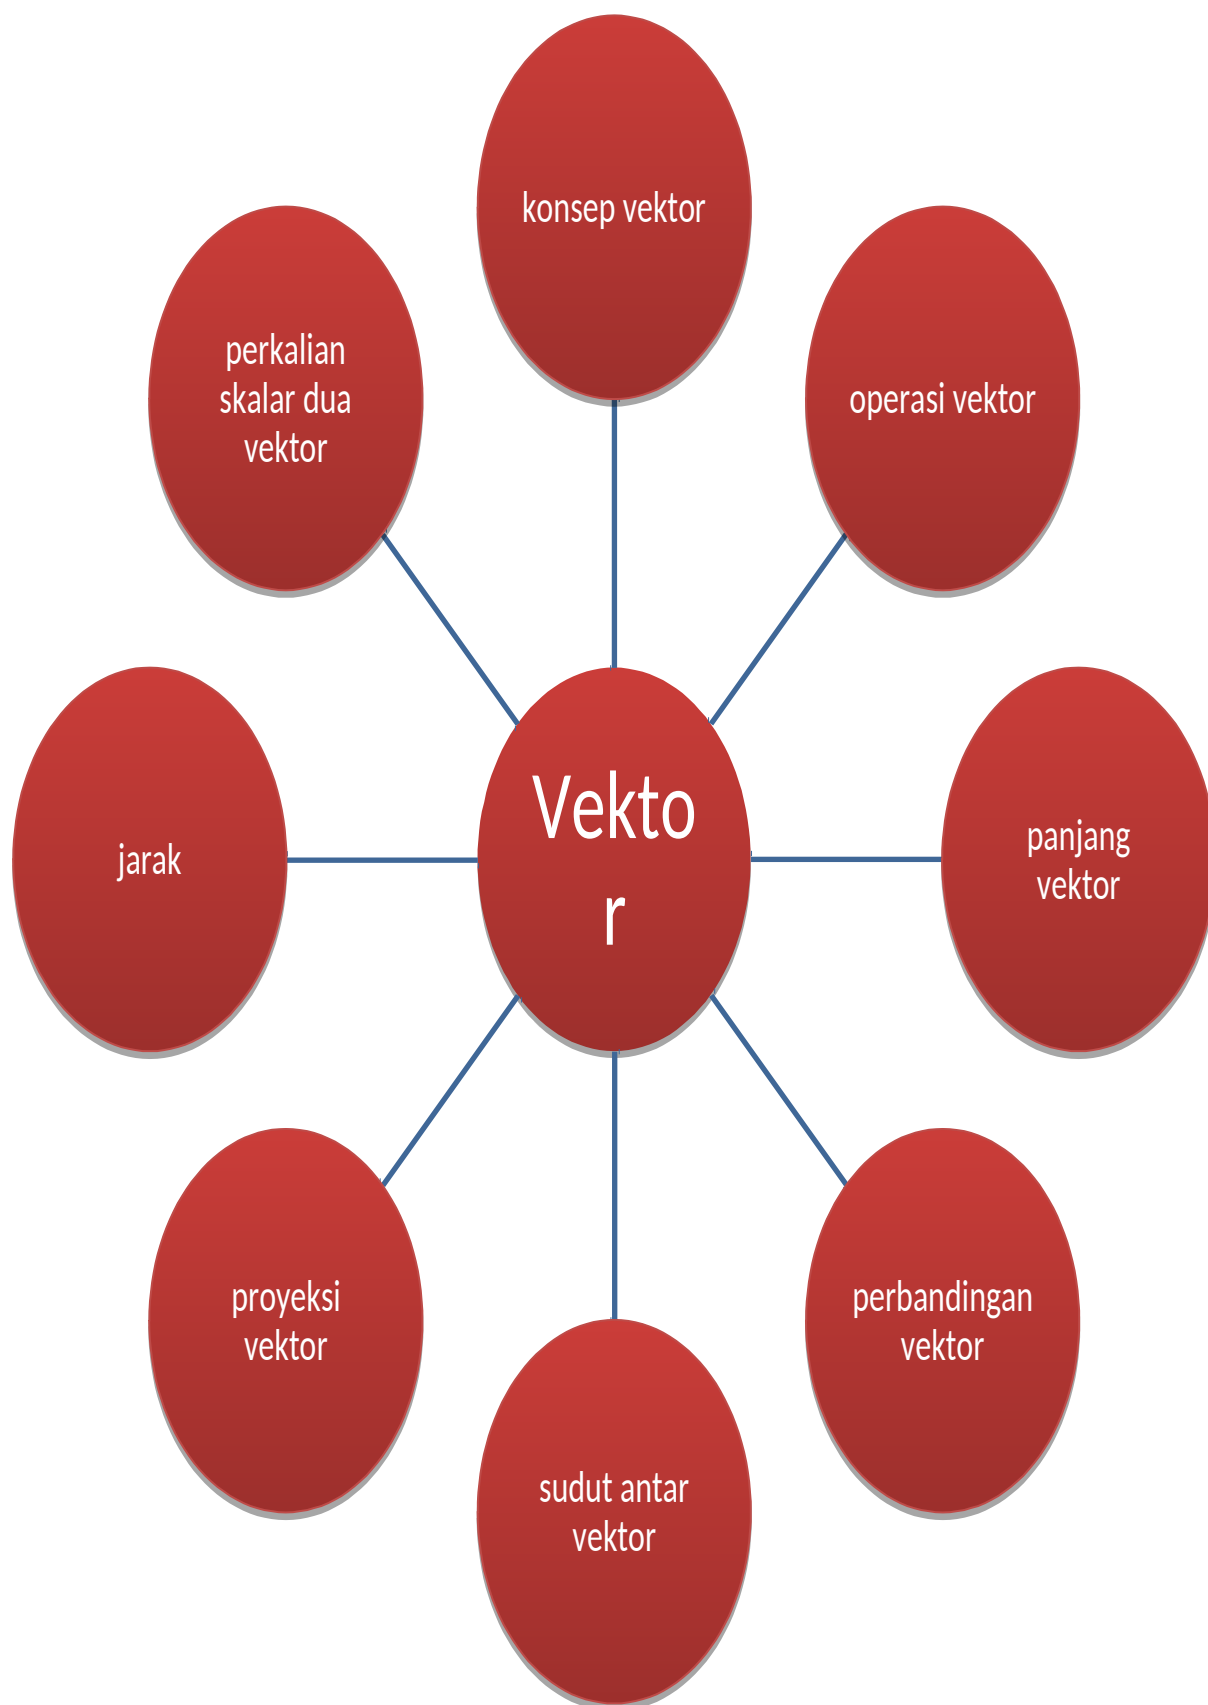 konsep vektor
operasi vektor
panjang
vektor
perbandingan
vektor
sudut antar
vektor
proyeksi
vektor
jarak
perkalian
skalar dua
vektor
Vekto
r